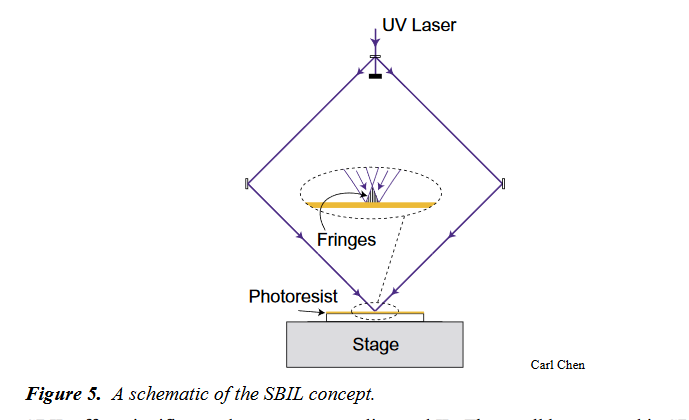 UV Laser
Fringes
Photoresist
Stage
Carl Chen
Figure 5. A schematic of the SBIL concept.